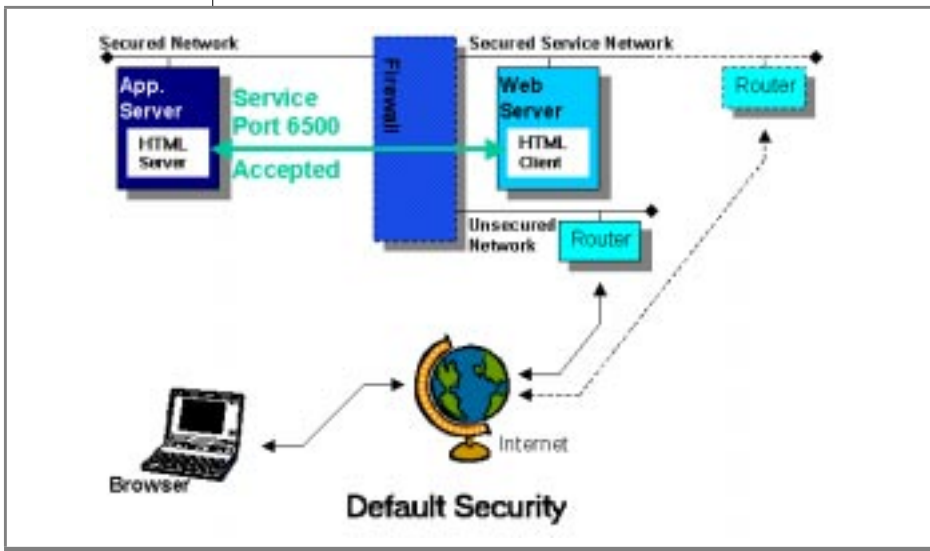 Secured Network
Secured Service Network
App.
Server
HTML
Server
Service
Port 6500
Accepted
Firewall
Web
Server
HTML
Client
Router
Unsecured
Network
Router
Internet
Browser
Default Security